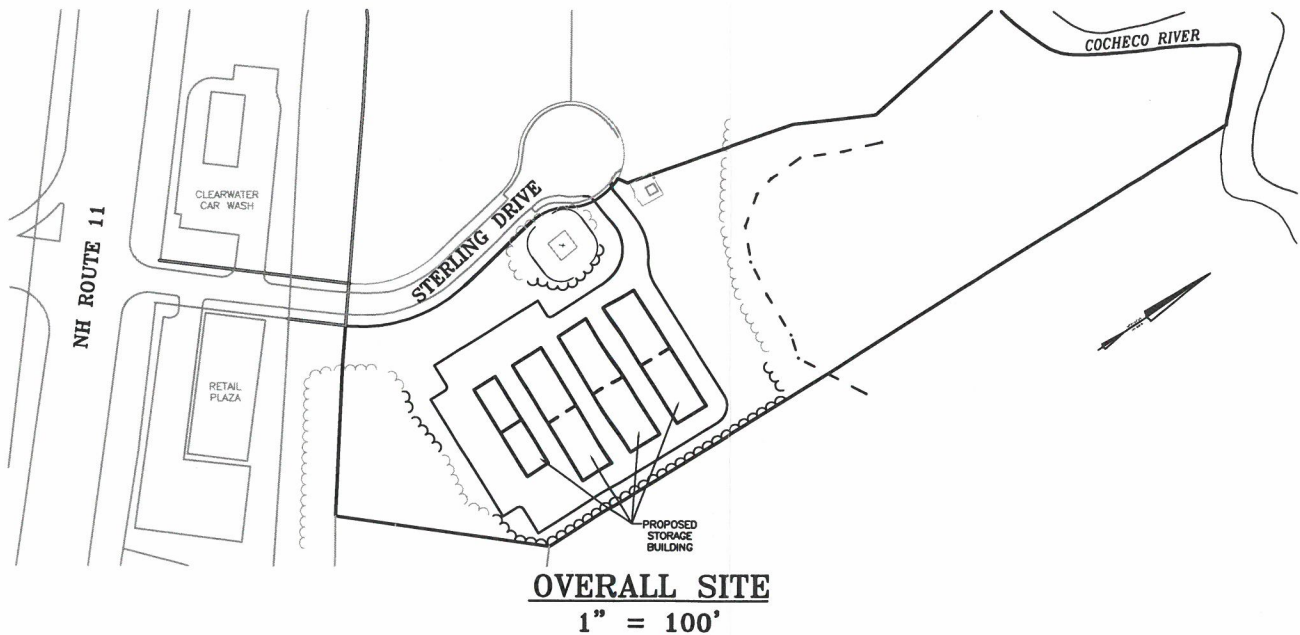 COCHECO RIVER
CLEARWATER
CAR WASH
NH ROUTE 11
STERLING DRIVE
RETAIL
PLAZA
PROPOSED
STORAGE
BUILDING
OVERALL SITE
1" = 100'